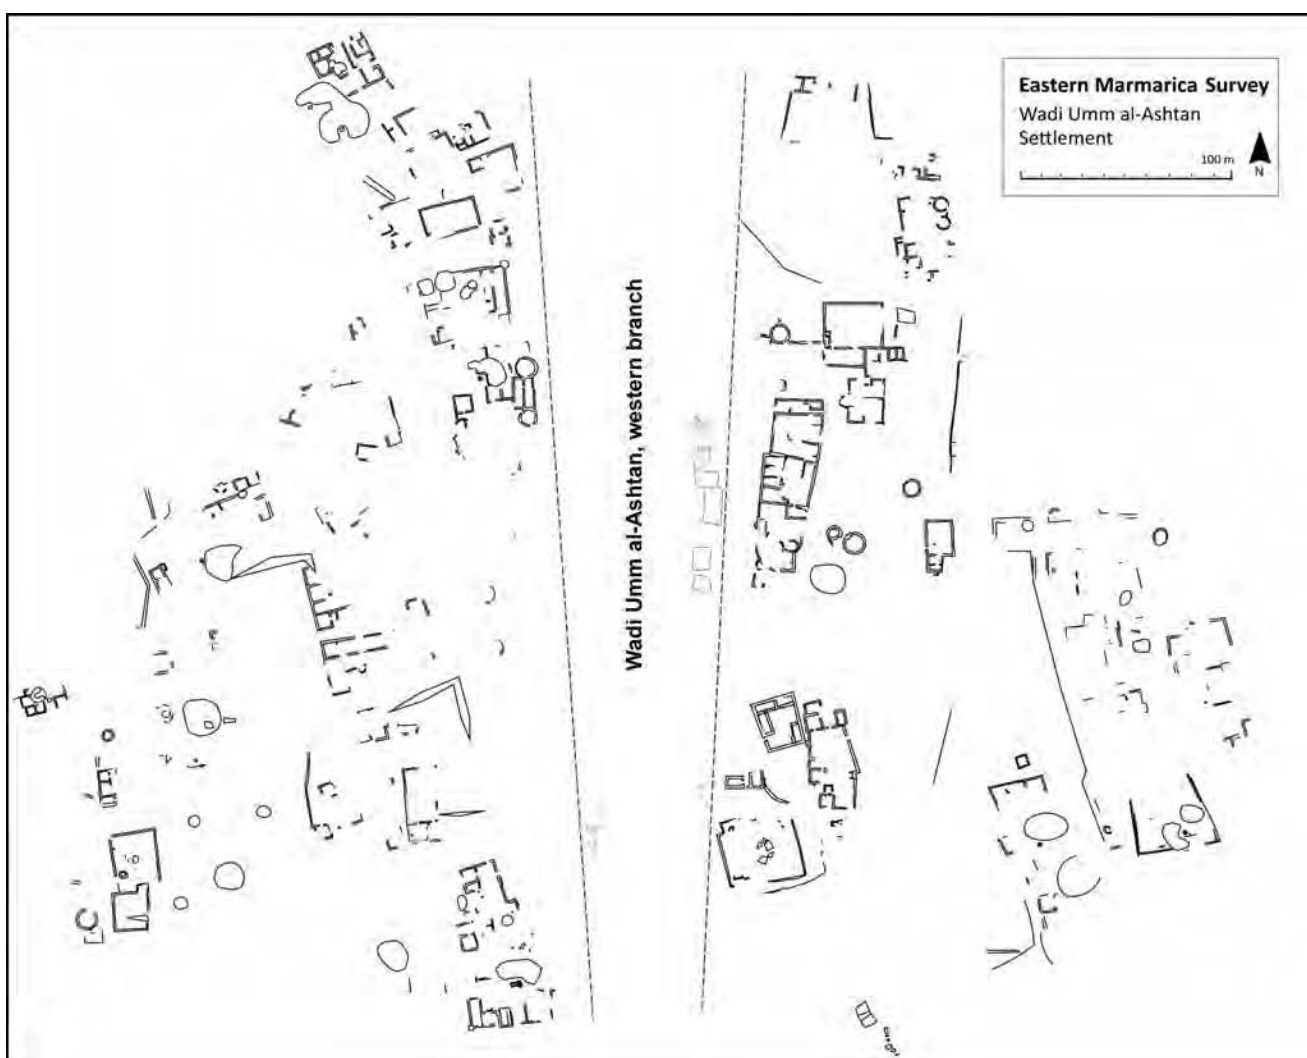 Eastern Marmarica Survey
Wadi Umm al-Ashtan
Settlement
100 m
N
Wadi Umm al-Ashtan, western branch